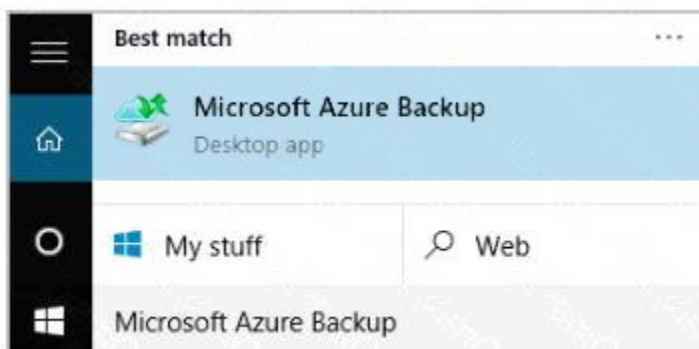 Best match
Microsoft Azure Backup
Desktop app
My stuff
Web
Microsoft Azure Backup